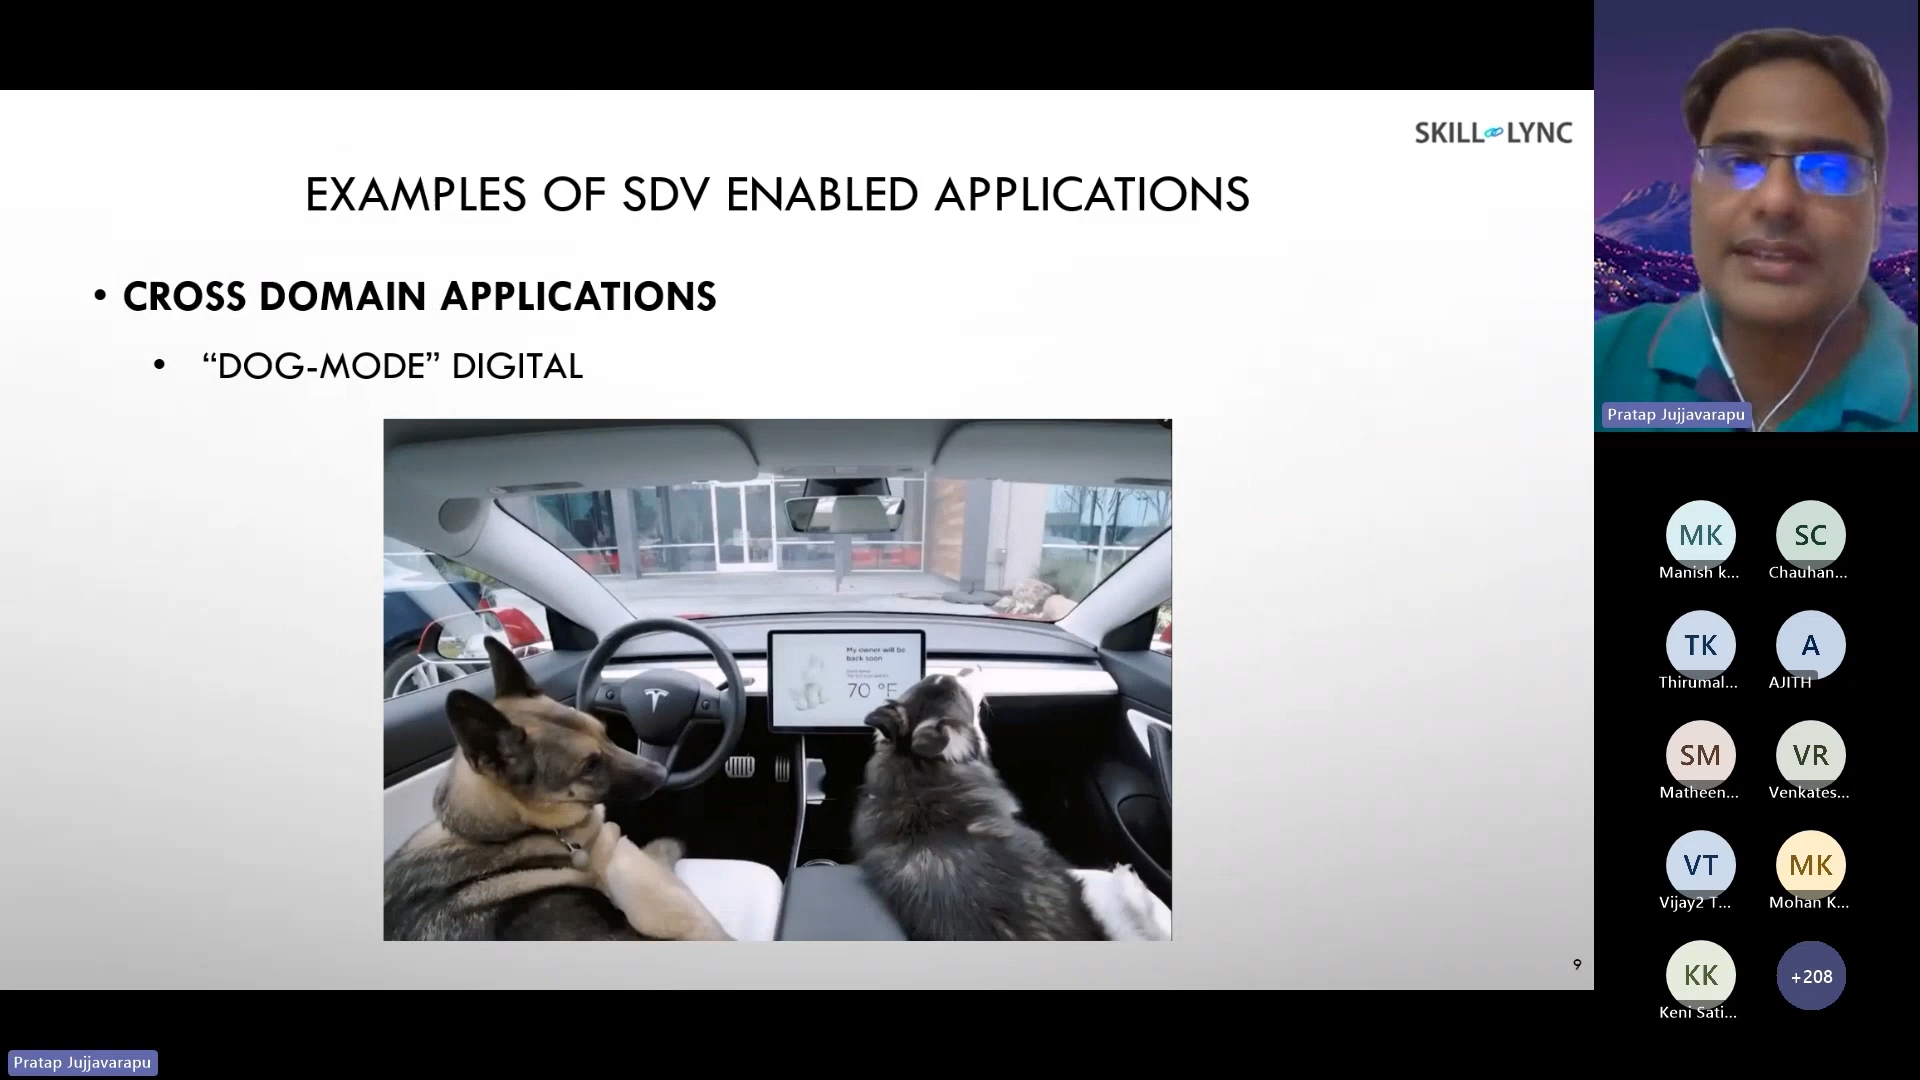 SKILL LYNC
EXAMPLES OF SDV ENABLED APPLICATIONS
• CROSS DOMAIN APPLICATIONS
• “DOG-MODE” DIGITAL
My owner will be
back soon
70 °F
9
Pratap Jujjavarapu
MK
SC
Manish k...
Chauhan...
TK
A
Thirumal...
AJITH
SM
VR
Matheen...
Venkates...
VT
MK
Vijay2 T...
Mohan K...
KK
+208
Keni Sati...
Pratap Jujjavarapu